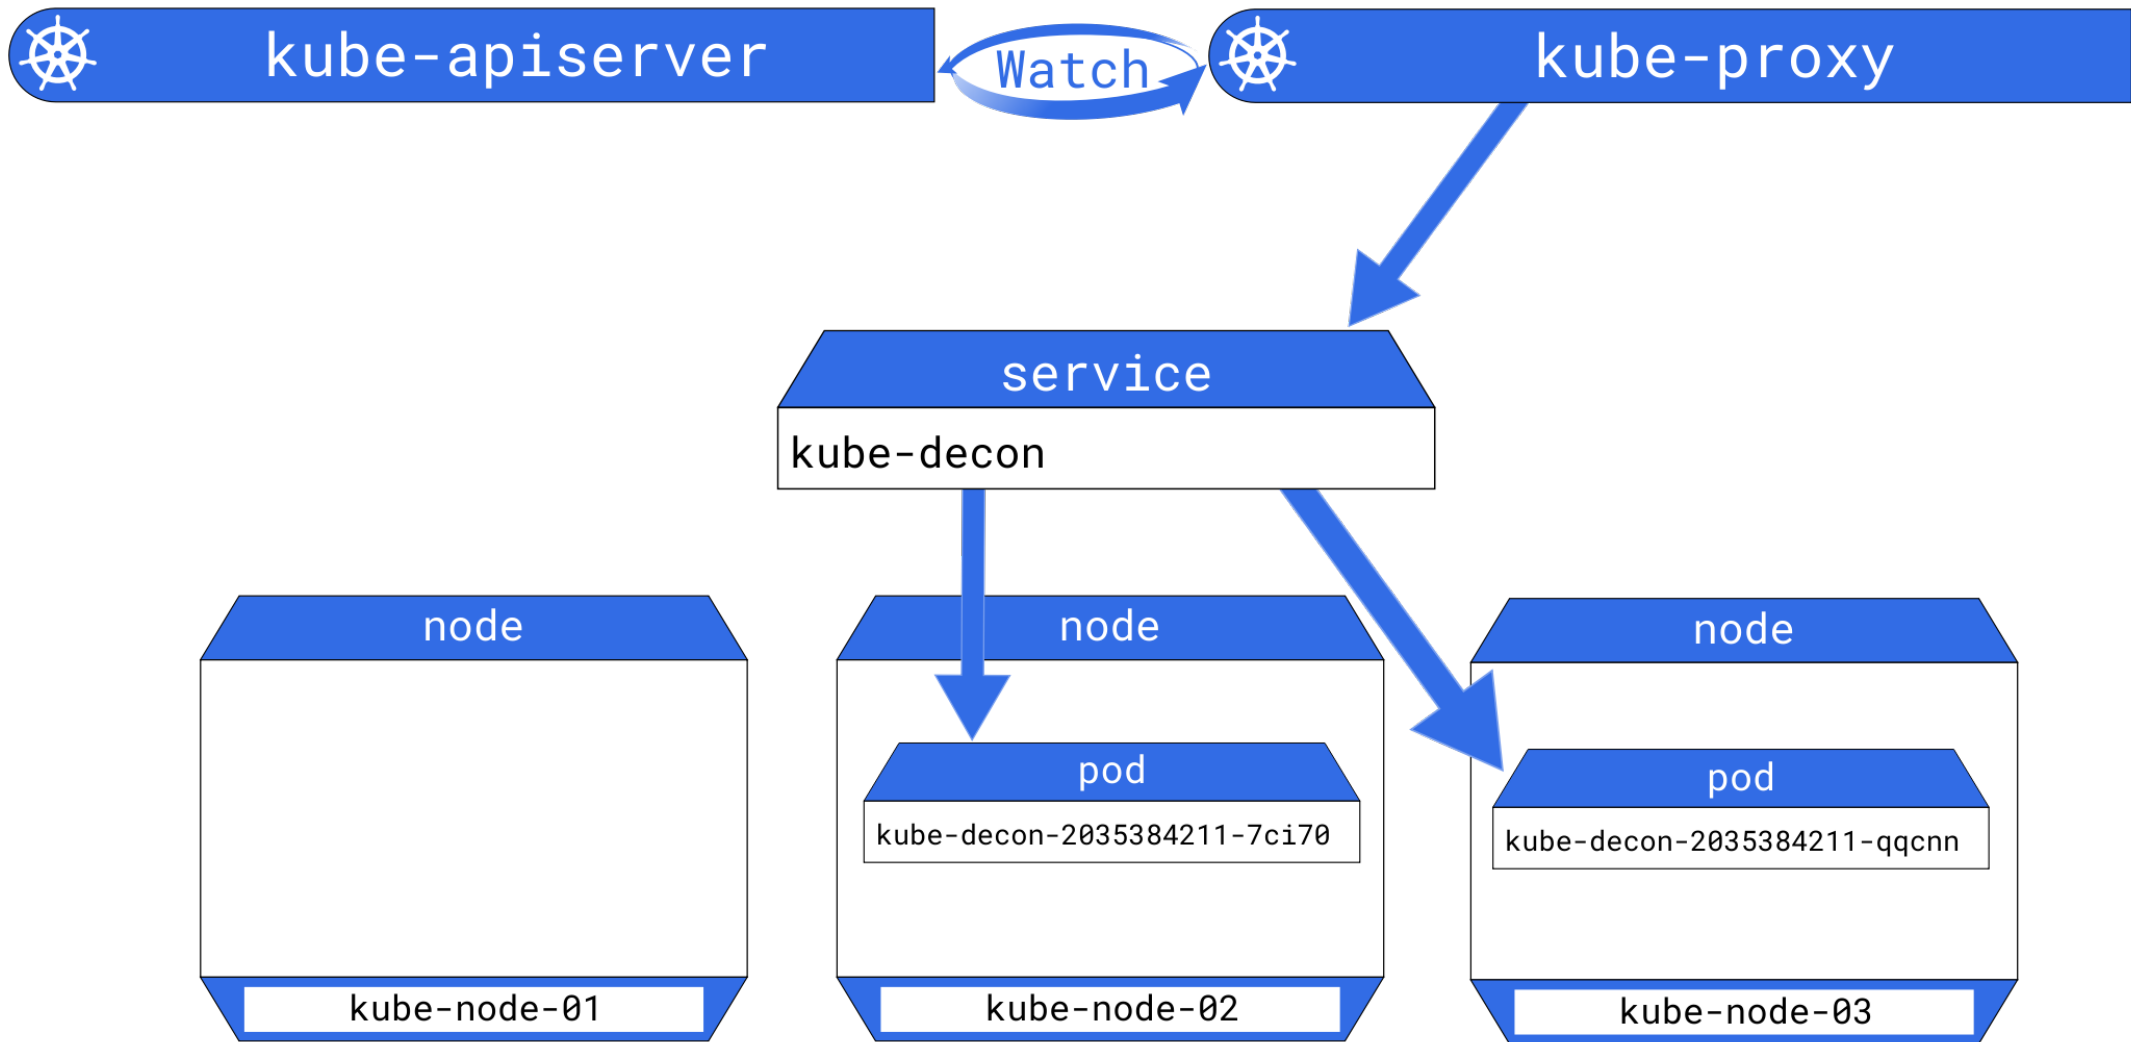 kube-apiserver
Watch
kube-proxy
service
kube-decon
node
node
node
pod
kube-decon-2035384211-7ci70
pod
kube-decon-2035384211-qqcnn
kube-node-01
kube-node-02
kube-node-03